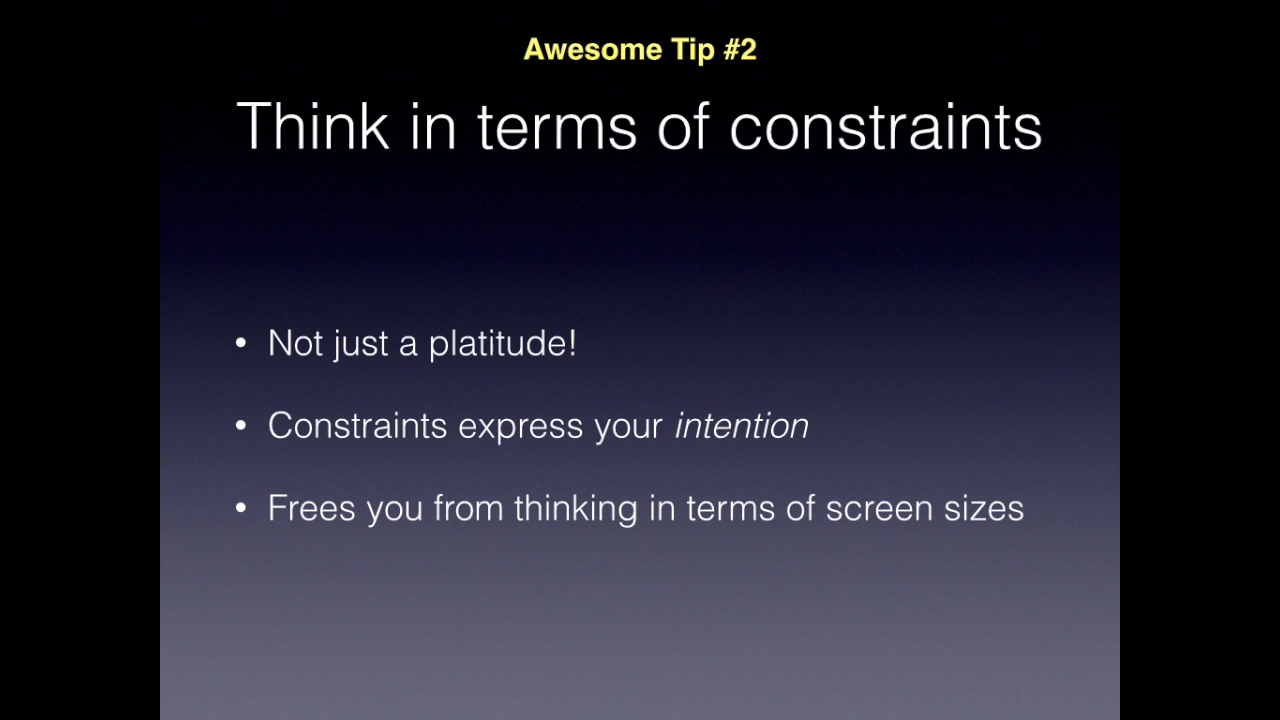 Awesome Tip #2
Think in terms of constraints
• Not just a platitude!
• Constraints express your intention
• Frees you from thinking in terms of screen sizes